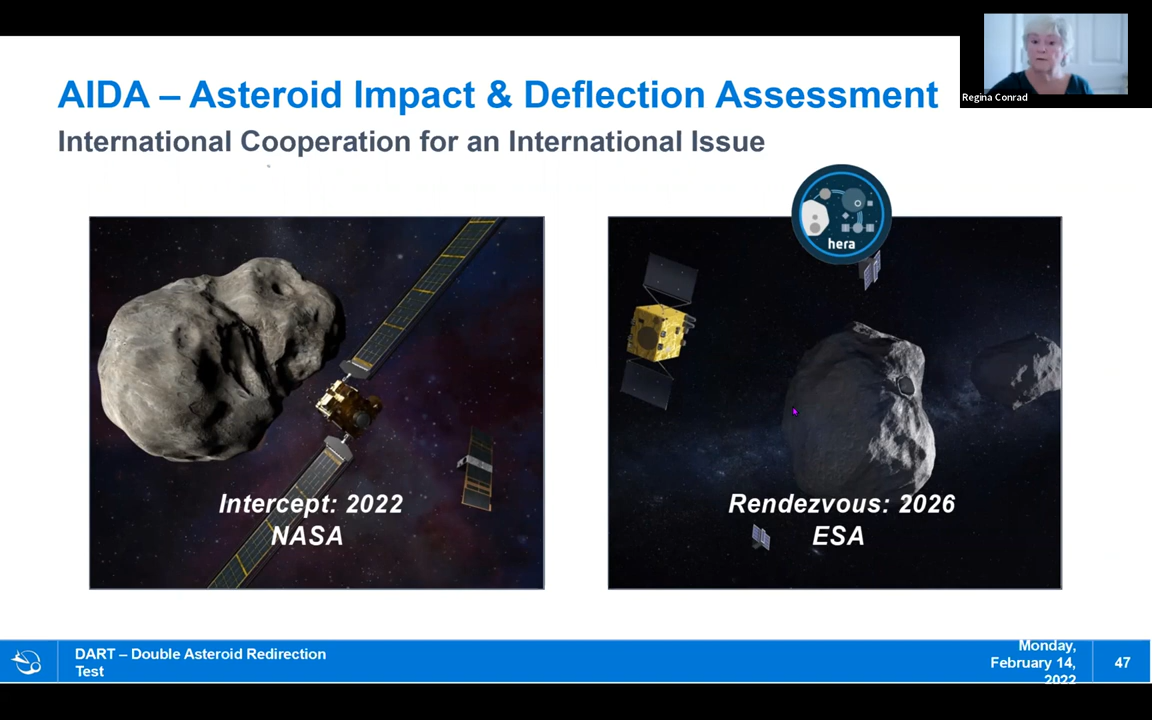 AIDA – Asteroid Impact & Deflection Assessment
Regina Conrad
International Cooperation for an International Issue
hera
Intercept: 2022
NASA
Rendezvous: 2026
ESA
DART – Double Asteroid Redirection
Test
Monday,
February 14,
2022
47